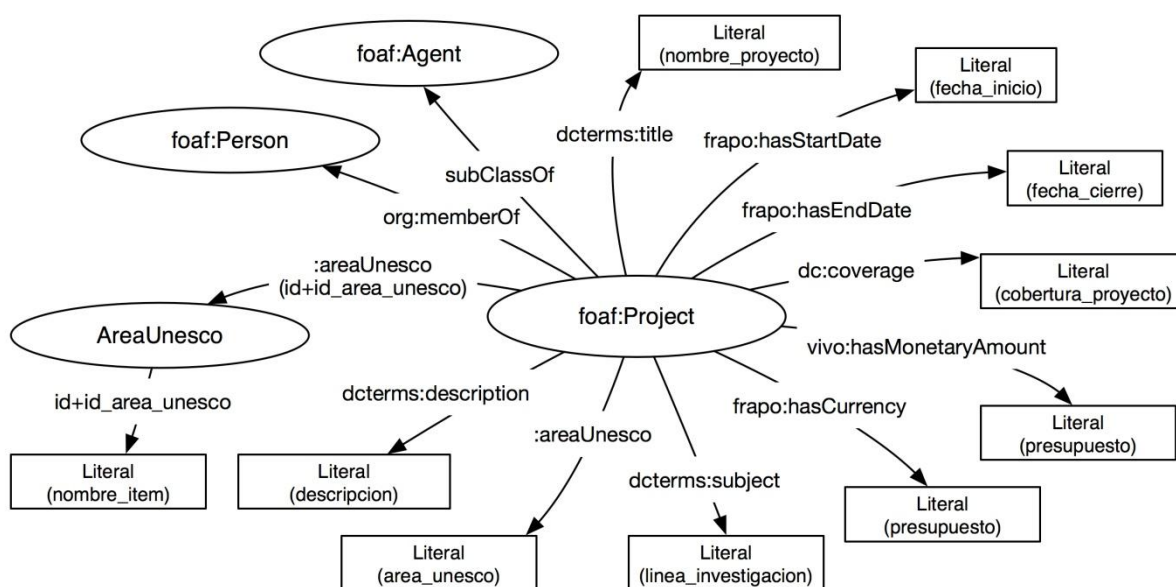 foaf:Agent
Literal
(nombre_proyecto)
Literal
(fecha_inicio)
foaf:Person
dcterms:title
frapo:hasStartDate
subClassOf
Literal
(fecha_cierre)
org:memberOf
frapo:hasEndDate
:areaUnesco
(id+id_area_unesco)
dc:coverage
Literal
(cobertura_proyecto)
AreaUnesco
foaf:Project
vivo:hasMonetaryAmount
id+id_area_unesco
dcterms:description
frapo:hasCurrency
Literal
(presupuesto)
:areaUnesco
Literal
(nombre_item)
Literal
(descripcion)
dcterms:subject
Literal
(presupuesto)
Literal
(area_unesco)
Literal
(linea_investigacion)